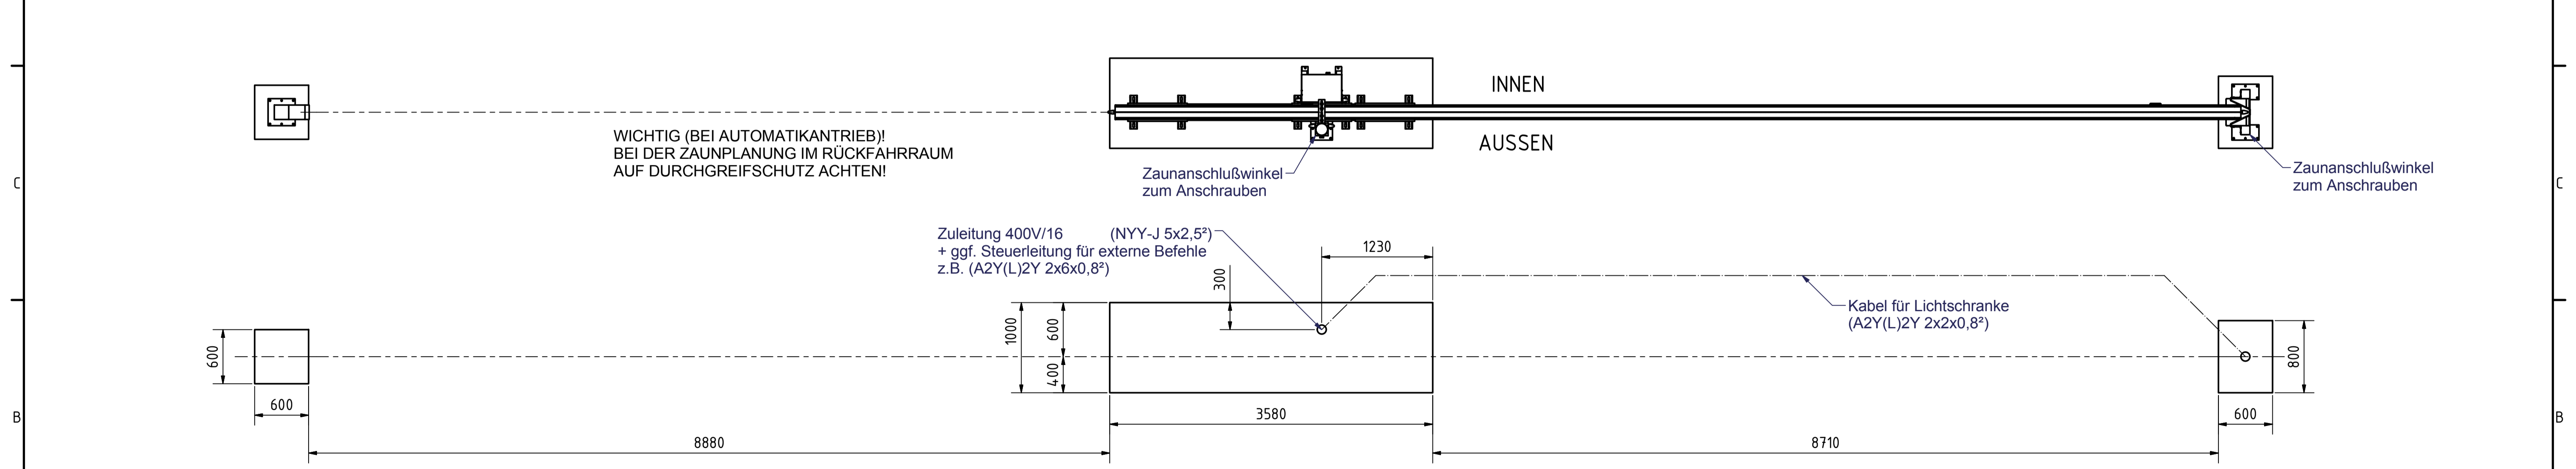 INNEN
WICHTIG (BEI AUTOMATIKANTRIEB)!
BEI DER ZAUNPLANUNG IM RÜCKFAHRRAUM
AUF DURCHGREIFSCHUTZ ACHTEN!
AUSSEN
Zaunanschlußwinkel
zum Anschrauben
Zaunanschlußwinkel
zum Anschrauben
C
C
Zuleitung 400V/16 (NYY-J 5x2,5²)
+ ggf. Steuerleitung für externe Befehle
z.B. (A2Y(L)2Y 2x6x0,8²)
1230
300
Kabel für Lichtschranke
(A2Y(L)2Y 2x2x0,8²)
600
1000
600
400
800
600
3580
600
B
B
8880
8710